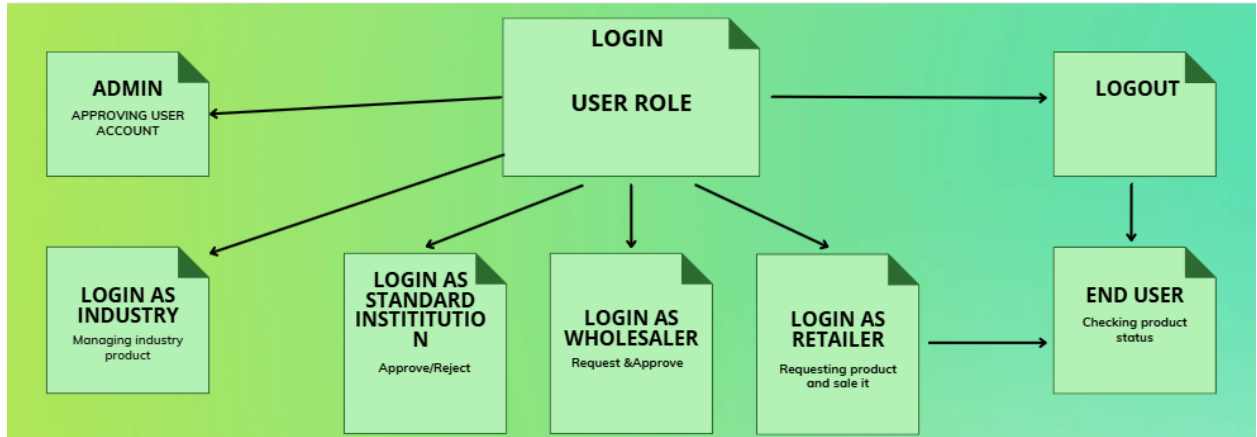 LOGIN
USER ROLE
ADMIN
APPROVING USER
ACCOUNT
LOGOUT
LOGIN AS
INDUSTRY
Managing industry
product
LOGIN AS
STANDARD
INSTITITUTIO
N
Approve/Reject
LOGIN AS
WHOLESALER
Request &Approve
LOGIN AS
RETAILER
Requesting product
and sale it
END USER
Checking product
status